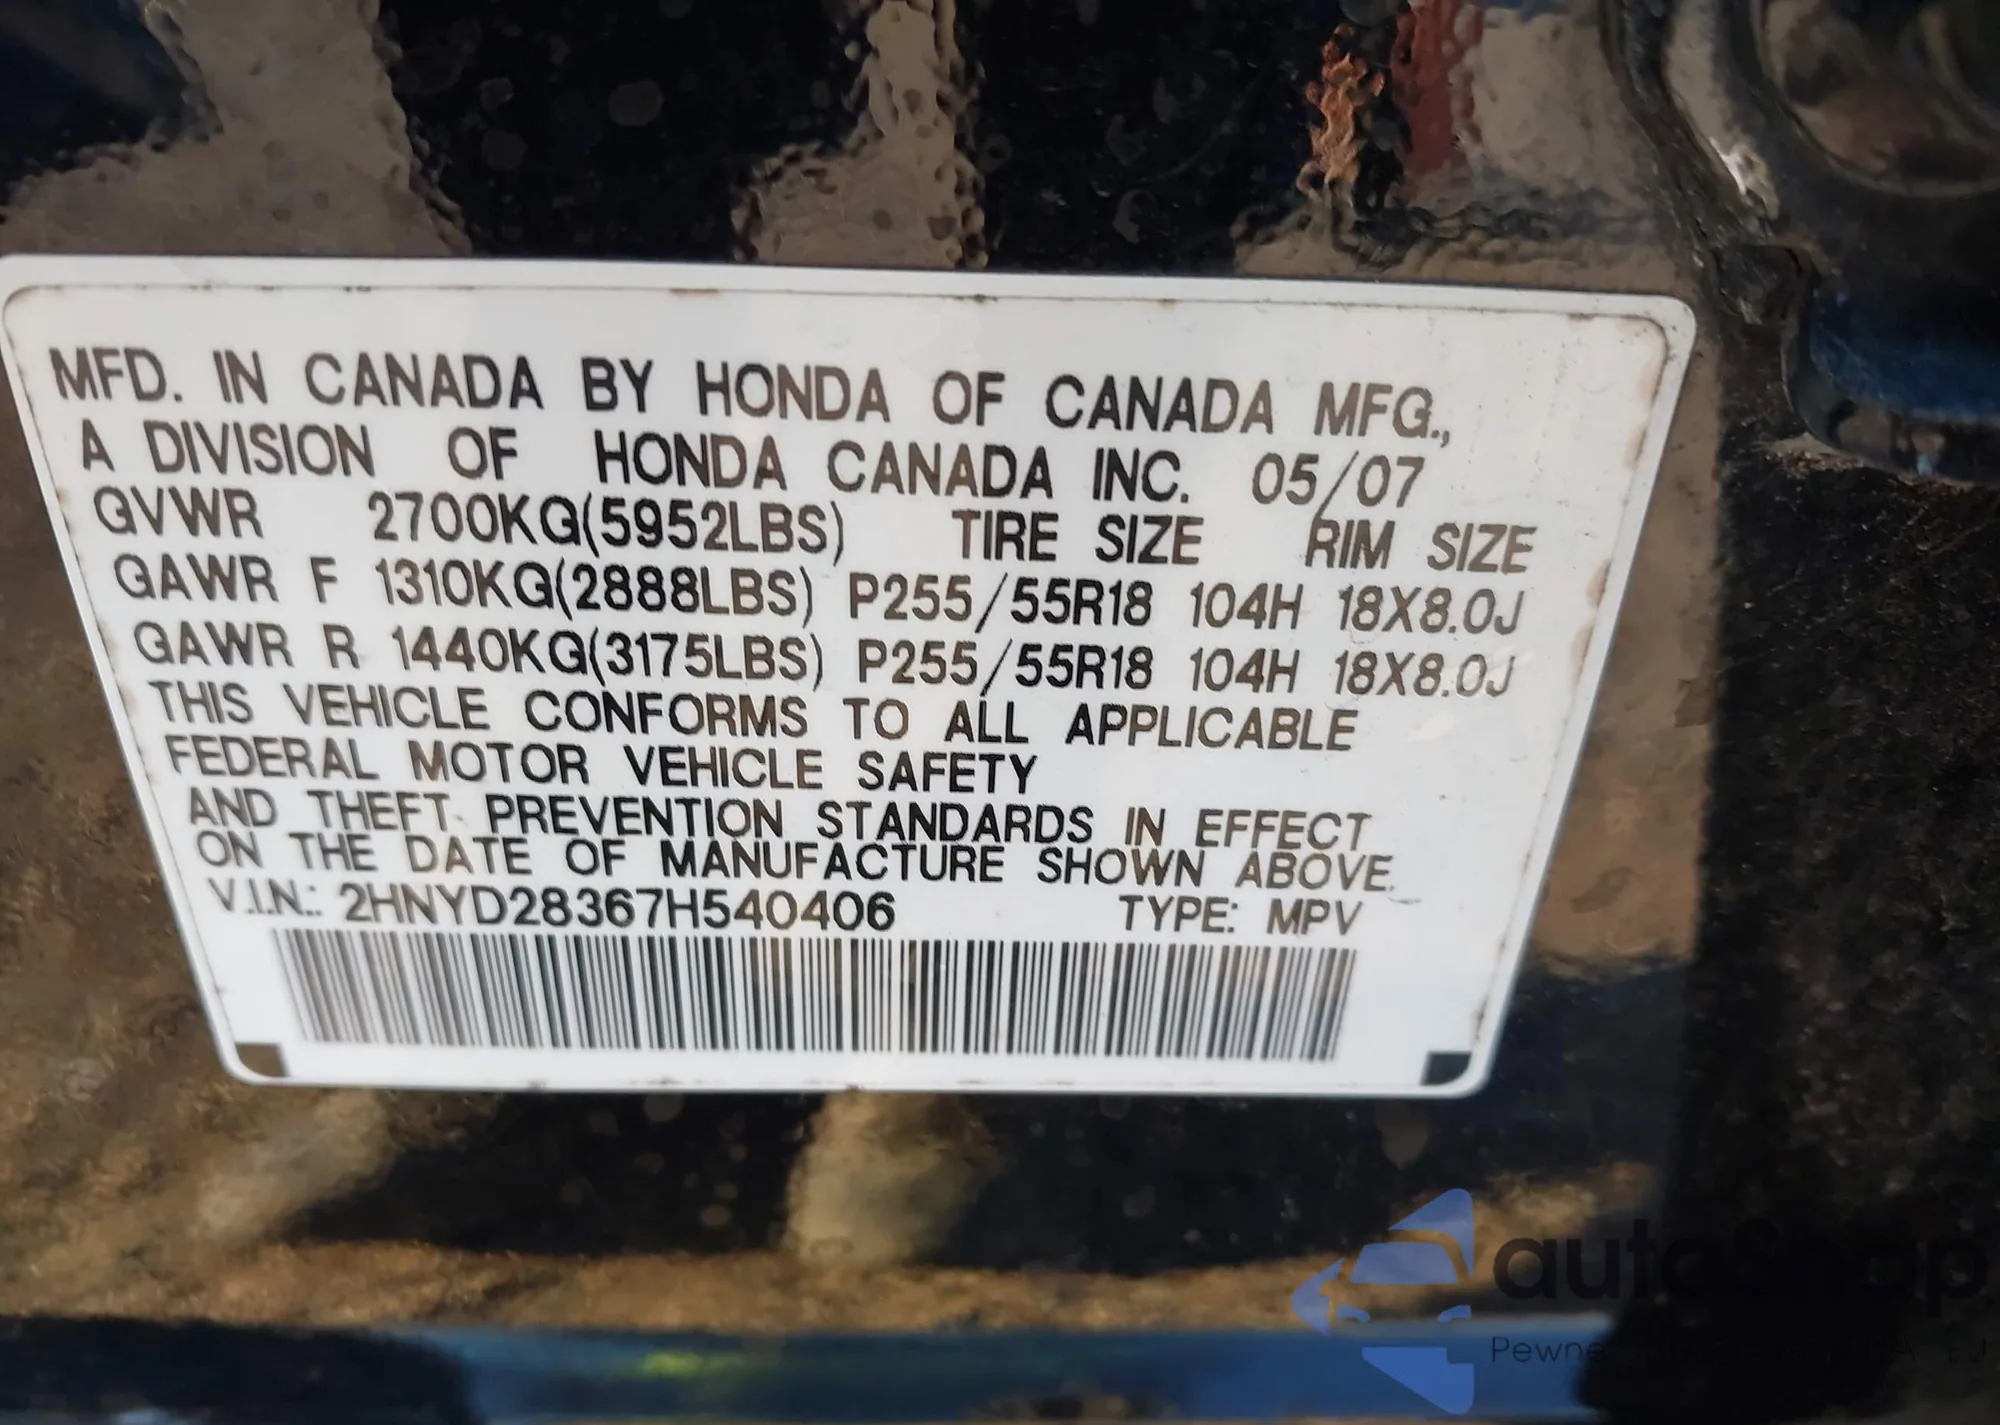 MFD. IN CANADA BY HONDA OF CANADA MFG.,
A DIVISION OF HONDA CANADA INC. 05/07
GVWR 2700KG(5952LBS) TIRE SIZE RIM SIZE
GAWR F 1310KG(2888LBS) P255/55R18 104H 18X8.0J
GAWR R 1440KG(3175LBS) P255/55R18 104H 18X8.0J
THIS VEHICLE CONFORMS TO ALL APPLICABLE
FEDERAL MOTOR VEHICLE SAFETY
AND THEFT PREVENTION STANDARDS IN EFFECT
ON THE DATE OF MANUFACTURE SHOWN ABOVE.
V.I.N.: 2HNYD28367H540406 TYPE: MPV
autosnap